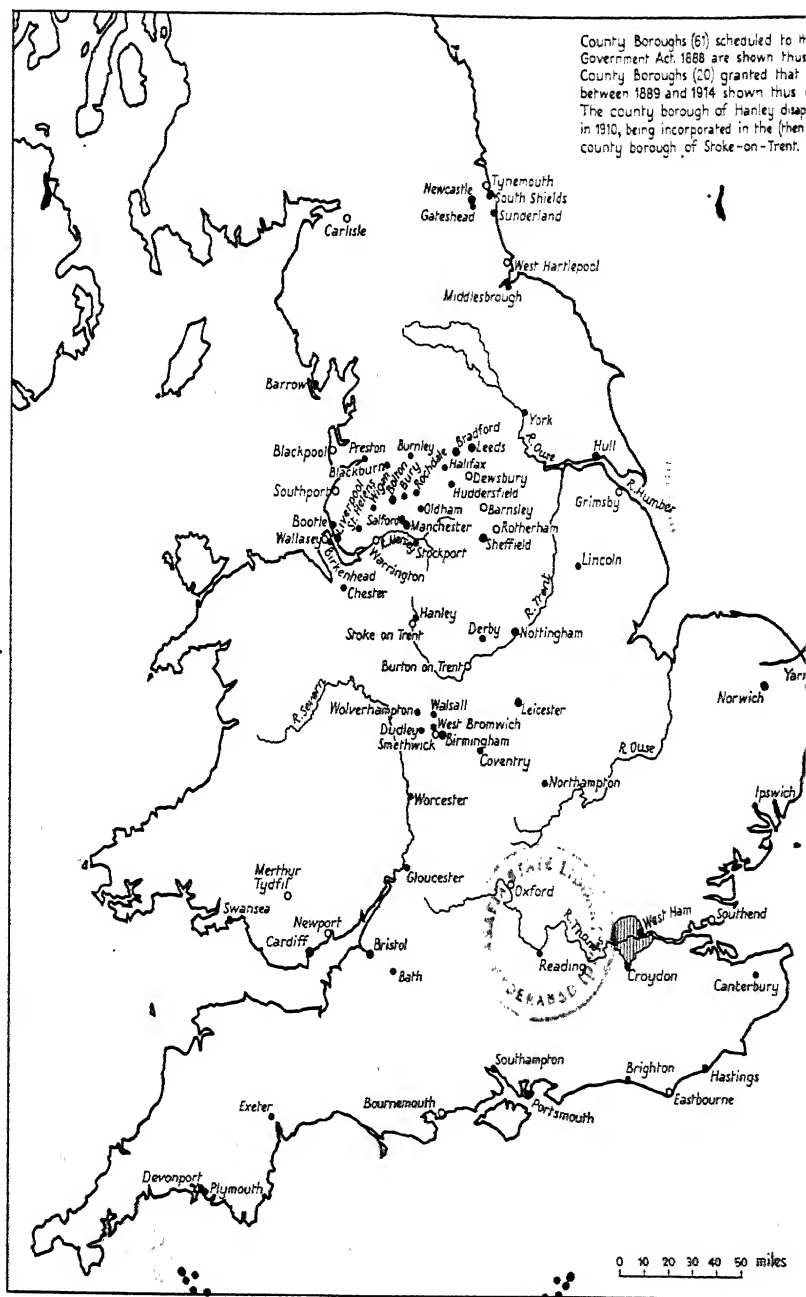 County Boroughs (61) scheduled to
Government Act. 1888 are shown thus
County Boroughs (20) granted that
between 1889 and 1914 shown thus
The county borough of Hanley
in 1910, being incorporated in the (then
county borough of Stoke-on-Trent.
Tynemouth
Newcastle
South Shields
Gateshead
Sunderland
Carlisle
West Hartlepool
Middlesbrough
Barrow
York
R. Ouse
Hull
R. Humber
Grimsby
Blackpool
Preston
Burnley
Bradford
Leeds
Blackburn
Halifax
Southport
Liverpool
St. Helens
Wigan
Bolton
Bury
Rochdale
Dewsbury
Huddersfield
Barnsley
Bootle
Salford
Oldham
Manchester
Rotherham
Wallasey
R. Mersey
Stockport
Sheffield
Birkenhead
Warrington
Lincoln
Chester
R. Trent
Hanley
Stoke on Trent
Derby
Nottingham
Burton on Trent
Norwich
R. Severn
Wolverhampton
Walsall
Leicester
Dudley
West Bromwich
Smethwick
Birmingham
Coventry
R. Ouse
Northampton
Worcester
Ipswich
Merthyr
Tydfil
Gloucester
Oxford
Swansea
Newport
R. Thames
West Ham
Southend
Cardiff
Bristol
Reading
Bath
Croydon
Canterbury
Southampton
Brighton
Hastings
Exeter
Bournemouth
Portsmouth
Eastbourne
Devonport
Plymouth
0 10 20 30 40 50 miles
STATE
HYDERABAD